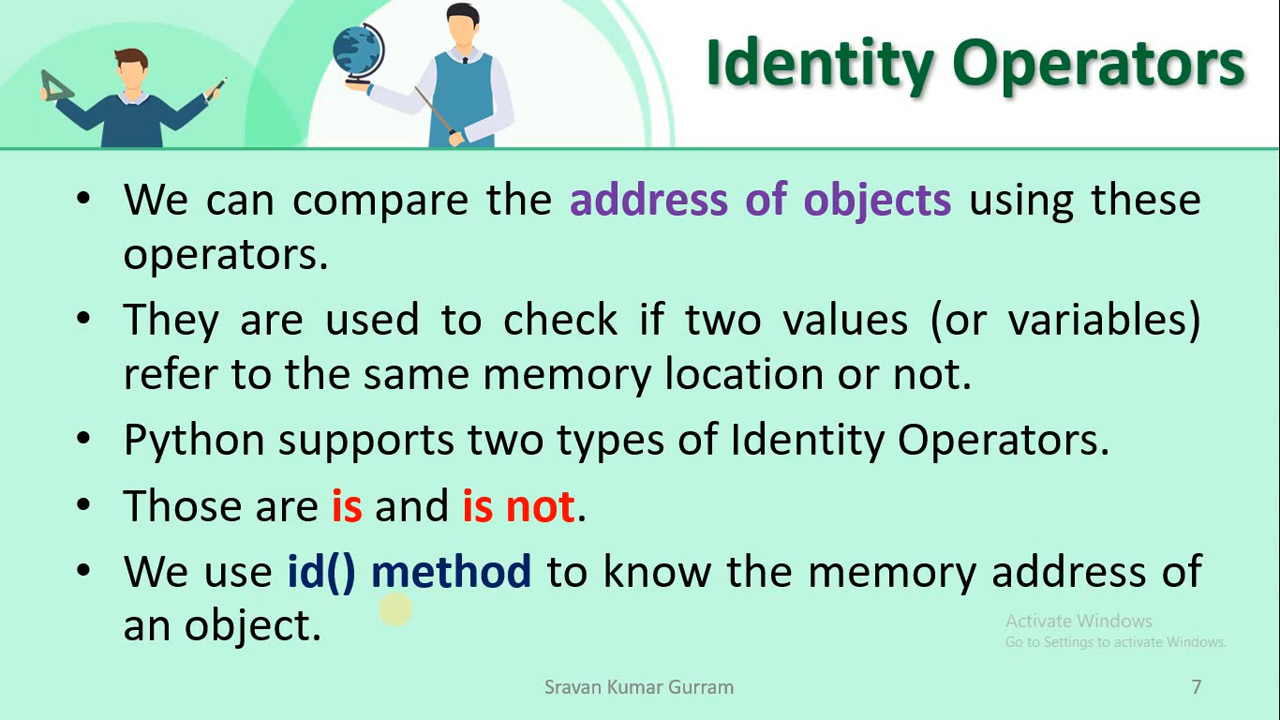 Identity Operators
• We can compare the address of objects using these
operators.
• They are used to check if two values (or variables)
refer to the same memory location or not.
• Python supports two types of Identity Operators.
• Those are is and is not.
• We use id() method to know the memory address of
an object.
Activate Windows
Go to Settings to activate Windows.
Sravan Kumar Gurram
7